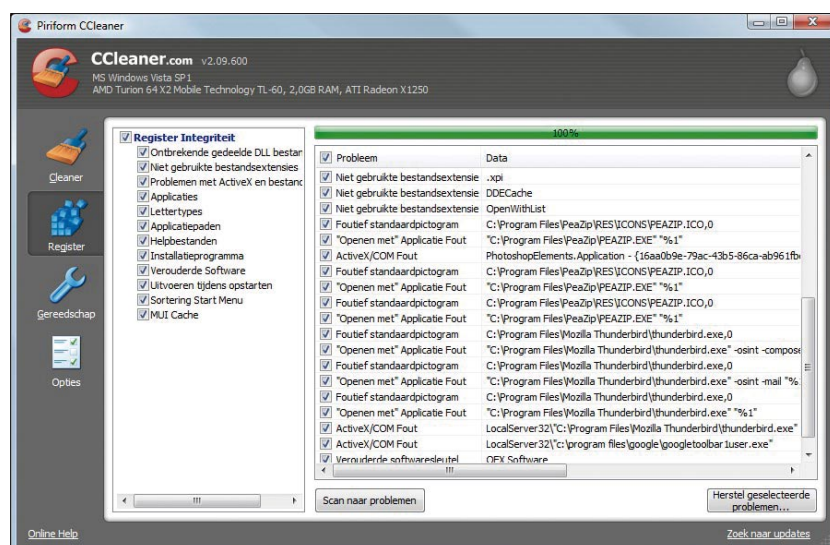 Piriform CCleaner
CCleaner.com v2.09.600
MS Windows Vista SP1
AMD Turion 64 X2 Mobile Technology TL-60, 2,0GB RAM, ATI Radeon X1250
Cleaner
Register
Gereedschap
Opties
Register Integriteit
Ontbrekende gedeelde DLL bestan
Niet gebruikte bestandsextensies
Problemen met ActiveX en bestand
Applicaties
Lettertypes
Applicatiepaden
Helpbestanden
Installatieprogramma
Verouderde Software
Uitvoeren tijdens opstarten
Sortering Start Menu
MUI Cache
100%
Probleem Data
Niet gebruikte bestandsextensie .xpi
Niet gebruikte bestandsextensie DDECache
Niet gebruikte bestandsextensie OpenWithList
Foutief standaardpictogram C:\Program Files\PeaZip\RES\ICONS\PEAZIP.ICO,0
"Openen met" Applicatie Fout "C:\Program Files\PeaZip\PEAZIP.EXE" "%1"
ActiveX/COM Fout PhotoshopElements.Application - {16aa0b9e-79ac-43b5-86ca-ab961fb
Foutief standaardpictogram C:\Program Files\PeaZip\RES\ICONS\PEAZIP.ICO,0
"Openen met" Applicatie Fout "C:\Program Files\PeaZip\PEAZIP.EXE" "%1"
Foutief standaardpictogram C:\Program Files\PeaZip\RES\ICONS\PEAZIP.ICO,0
"Openen met" Applicatie Fout "C:\Program Files\PeaZip\PEAZIP.EXE" "%1"
Foutief standaardpictogram C:\Program Files\Mozilla Thunderbird\thunderbird.exe,0
"Openen met" Applicatie Fout "C:\Program Files\Mozilla Thunderbird\thunderbird.exe" -osint -compose
Foutief standaardpictogram C:\Program Files\Mozilla Thunderbird\thunderbird.exe,0
"Openen met" Applicatie Fout "C:\Program Files\Mozilla Thunderbird\thunderbird.exe" -osint -mail "%
Foutief standaardpictogram C:\Program Files\Mozilla Thunderbird\thunderbird.exe,0
"Openen met" Applicatie Fout "C:\Program Files\Mozilla Thunderbird\thunderbird.exe" "%1"
ActiveX/COM Fout LocalServer32\"C:\Program Files\Mozilla Thunderbird\thunderbird.exe"
ActiveX/COM Fout LocalServer32\"c:\program files\google\googletoolbar1user.exe"
Verouderde softwaresleutel OFX Software
Scan naar problemen
Herstel geselecteerde
problemen...
Online Help
Zoek naar updates